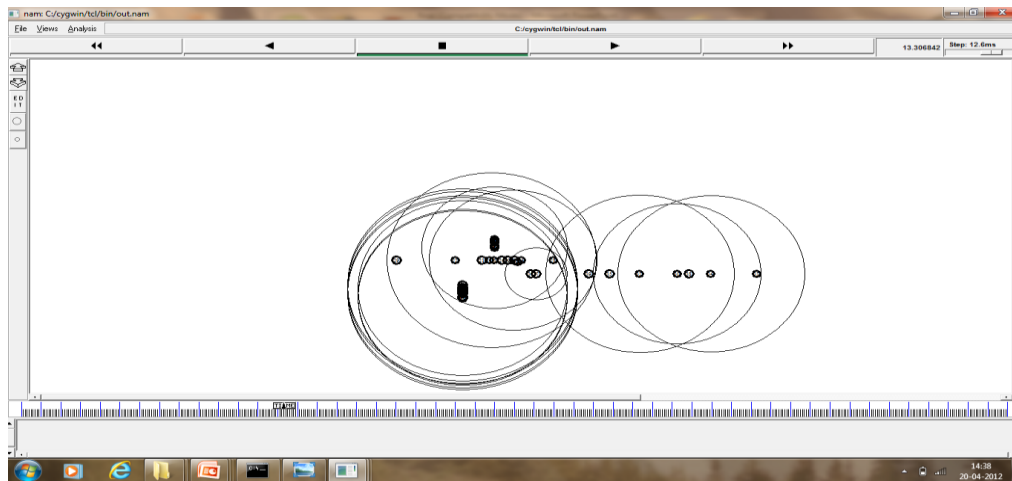 nam: C:/cygwin/tcl/bin/out.nam
File Views Analysis C:/cygwin/tcl/bin/out.nam
13.306842 Step: 12.6ms
E D
I T
TIME
14:38
20-04-2012